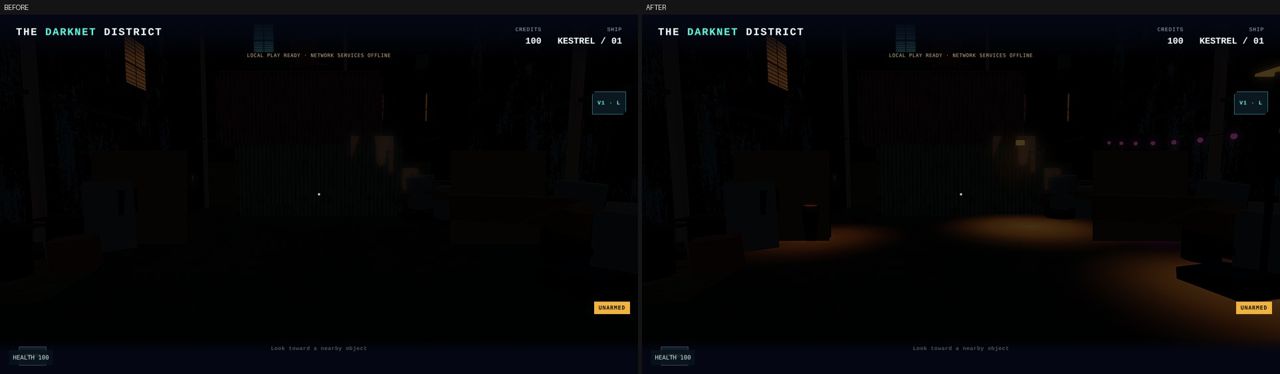 BEFORE
THE DARKNET DISTRICT
CREDITS
100
SHIP
KESTREL / 01
LOCAL PLAY READY · NETWORK SERVICES OFFLINE
V1 · L
UNARMED
Look toward a nearby object
HEALTH 100
AFTER
THE DARKNET DISTRICT
CREDITS
100
SHIP
KESTREL / 01
LOCAL PLAY READY · NETWORK SERVICES OFFLINE
V1 · L
UNARMED
Look toward a nearby object
HEALTH 100